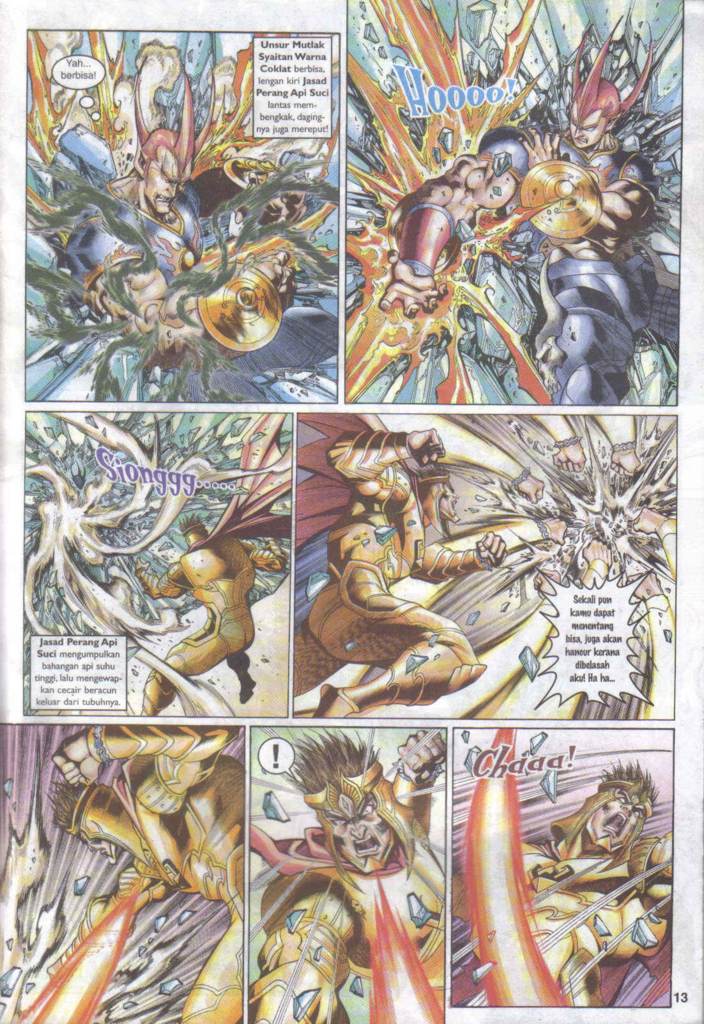 Yah...
berbisa!
Unsur Mutlak
Syaitan Warna
Coklat berbisa,
lengan kiri Jasad
Perang Api Suci
lantas mem-
bengkak, daging-
nya juga mereput!
Hoooo!
Sionggg.....
Jasad Perang Api
Suci mengumpulkan
bahangan api suhu
tinggi, lalu mengewap-
kan cecair beracun
keluar dari tubuhnya.
Sekali pun
kamu dapat
menentang
bisa, juga akan
hancur kerana
dibelasah
aku! Ha ha...
!
Chaaa!
13